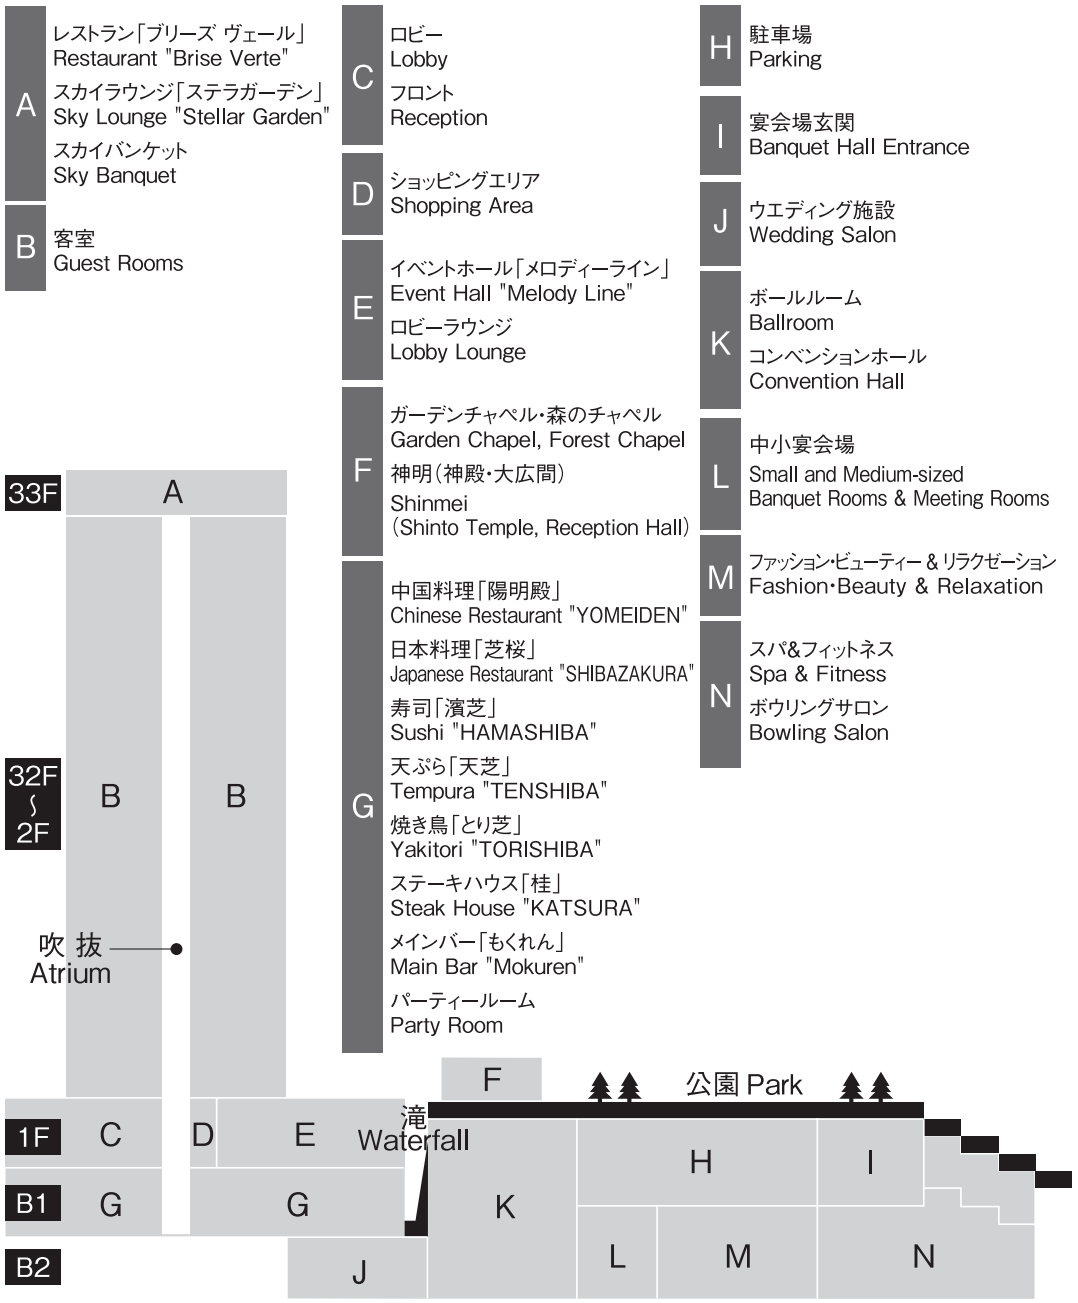 A
レストラン「ブリーズ ヴェール」
Restaurant "Brise Verte"
スカイラウンジ「ステラガーデン」
Sky Lounge "Stellar Garden"
スカイバンケット
Sky Banquet
B
客室
Guest Rooms
C
ロビー
Lobby
フロント
Reception
D
ショッピングエリア
Shopping Area
E
イベントホール「メロディーライン」
Event Hall "Melody Line"
ロビーラウンジ
Lobby Lounge
F
ガーデンチャペル・森のチャペル
Garden Chapel, Forest Chapel
神明（神殿・大広間）
Shinmei
(Shinto Temple, Reception Hall)
G
中国料理「陽明殿」
Chinese Restaurant "YOMEIDEN"
日本料理「芝桜」
Japanese Restaurant "SHIBAZAKURA"
寿司「濱芝」
Sushi "HAMASHIBA"
天ぷら「天芝」
Tempura "TENSHIBA"
焼き鳥「とり芝」
Yakitori "TORISHIBA"
ステーキハウス「桂」
Steak House "KATSURA"
メインバー「もくれん」
Main Bar "Mokuren"
パーティールーム
Party Room
H
駐車場
Parking
I
宴会場玄関
Banquet Hall Entrance
J
ウエディング施設
Wedding Salon
K
ボールルーム
Ballroom
コンベンションホール
Convention Hall
L
中小宴会場
Small and Medium-sized
Banquet Rooms & Meeting Rooms
M
ファッション・ビューティー & リラクゼーション
Fashion・Beauty & Relaxation
N
スパ&フィットネス
Spa & Fitness
ボウリングサロン
Bowling Salon
33F
A
32F
〜
2F
B
B
吹 抜
Atrium
F
公園 Park
1F
C
D
E
滝
Waterfall
H
I
B1
G
G
K
B2
J
L
M
N